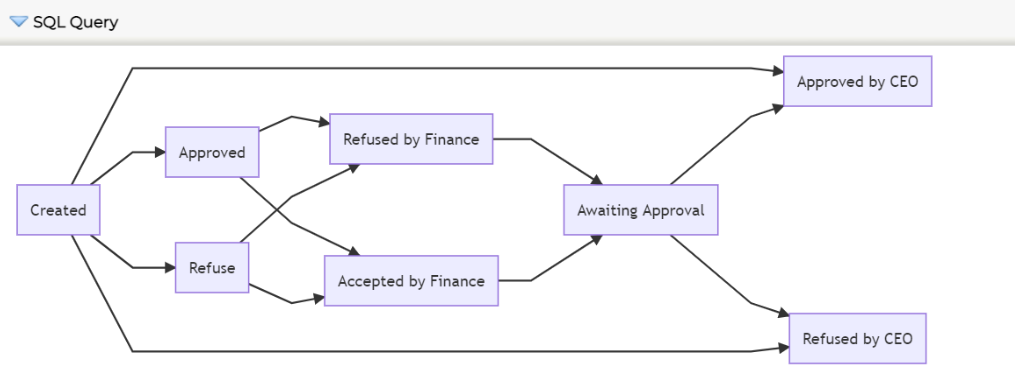 SQL Query
Approved by CEO
Refused by Finance
Approved
Created
Awaiting Approval
Refuse
Accepted by Finance
Refused by CEO